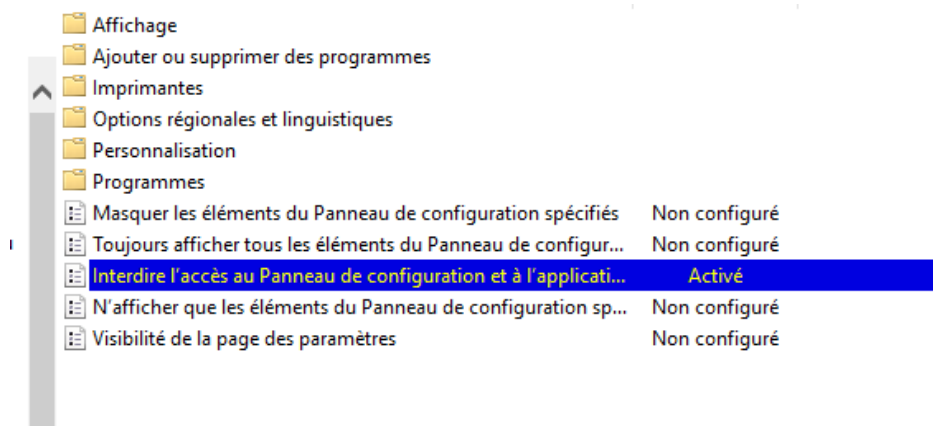 Affichage
Ajouter ou supprimer des programmes
Imprimantes
Options régionales et linguistiques
Personnalisation
Programmes
Masquer les éléments du Panneau de configuration spécifiés Non configuré
Toujours afficher tous les éléments du Panneau de configur... Non configuré
Interdire l’accès au Panneau de configuration et à l’applicati... Activé
N’afficher que les éléments du Panneau de configuration sp... Non configuré
Visibilité de la page des paramètres Non configuré